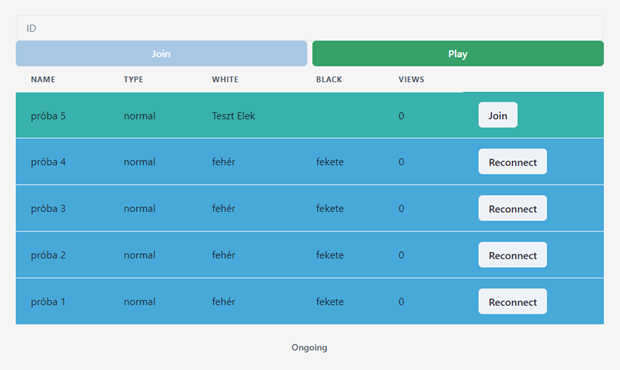 ID
Join Play
NAME TYPE WHITE BLACK VIEWS
próba 5 normal Teszt Elek 0 Join
próba 4 normal fehér fekete 0 Reconnect
próba 3 normal fehér fekete 0 Reconnect
próba 2 normal fehér fekete 0 Reconnect
próba 1 normal fehér fekete 0 Reconnect
Ongoing